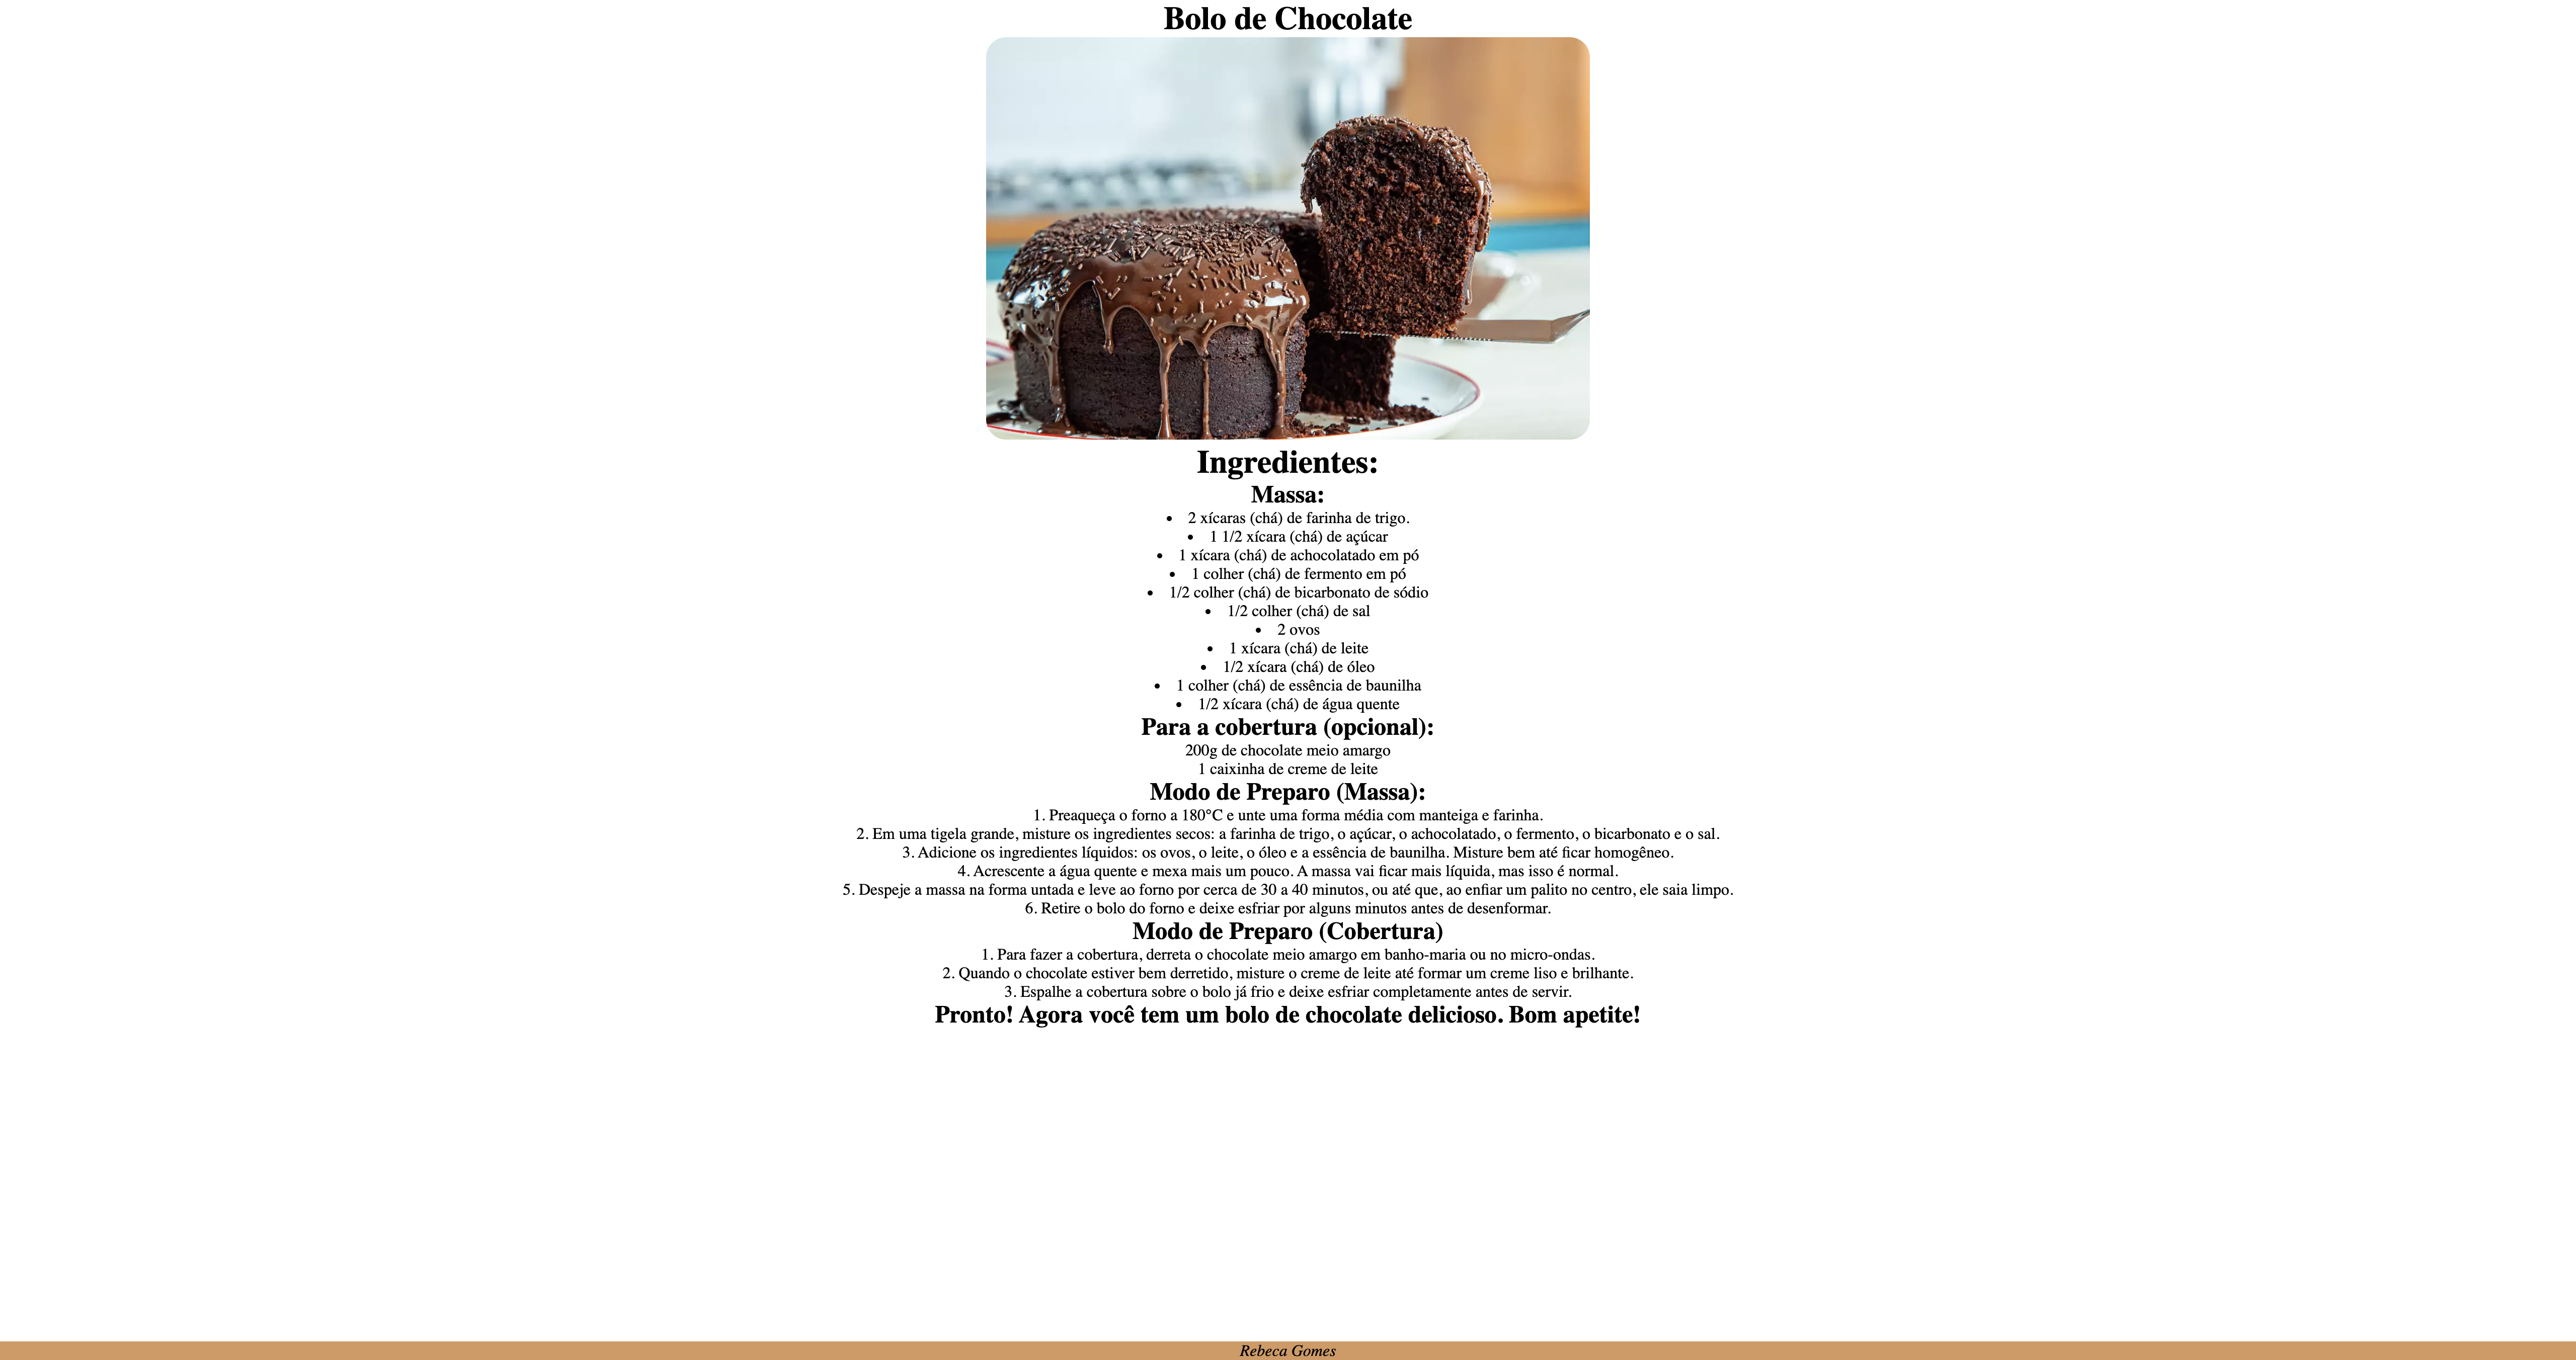 Bolo de Chocolate
Ingredientes:
Massa:
• 2 xícaras (chá) de farinha de trigo.
• 1 1/2 xícara (chá) de açúcar
• 1 xícara (chá) de achocolatado em pó
• 1 colher (chá) de fermento em pó
• 1/2 colher (chá) de bicarbonato de sódio
• 1/2 colher (chá) de sal
• 2 ovos
• 1 xícara (chá) de leite
• 1/2 xícara (chá) de óleo
• 1 colher (chá) de essência de baunilha
• 1/2 xícara (chá) de água quente
Para a cobertura (opcional):
200g de chocolate meio amargo
1 caixinha de creme de leite
Modo de Preparo (Massa):
1. Preaqueça o forno a 180°C e unte uma forma média com manteiga e farinha.
2. Em uma tigela grande, misture os ingredientes secos: a farinha de trigo, o açúcar, o achocolatado, o fermento, o bicarbonato e o sal.
3. Adicione os ingredientes líquidos: os ovos, o leite, o óleo e a essência de baunilha. Misture bem até ficar homogêneo.
4. Acrescente a água quente e mexa mais um pouco. A massa vai ficar mais líquida, mas isso é normal.
5. Despeje a massa na forma untada e leve ao forno por cerca de 30 a 40 minutos, ou até que, ao enfiar um palito no centro, ele saia limpo.
6. Retire o bolo do forno e deixe esfriar por alguns minutos antes de desenformar.
Modo de Preparo (Cobertura)
1. Para fazer a cobertura, derreta o chocolate meio amargo em banho-maria ou no micro-ondas.
2. Quando o chocolate estiver bem derretido, misture o creme de leite até formar um creme liso e brilhante.
3. Espalhe a cobertura sobre o bolo já frio e deixe esfriar completamente antes de servir.
Pronto! Agora você tem um bolo de chocolate delicioso. Bom apetite!
Rebeca Gomes